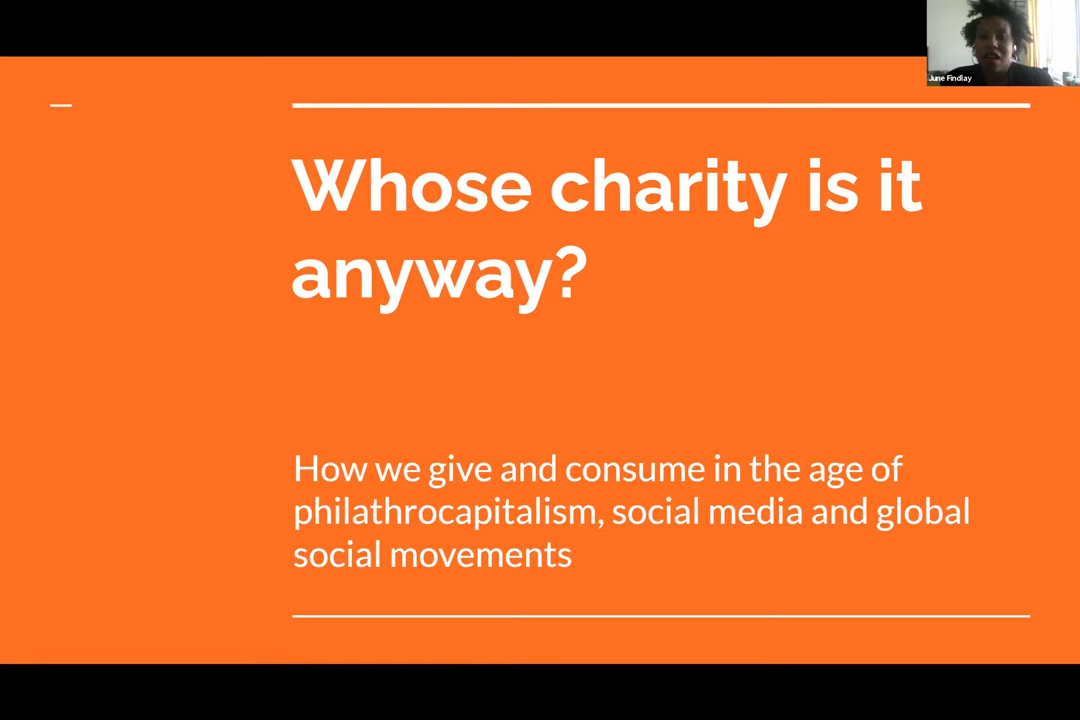 June Findlay
Whose charity is it
anyway?
How we give and consume in the age of
philathrocapitalism, social media and global
social movements